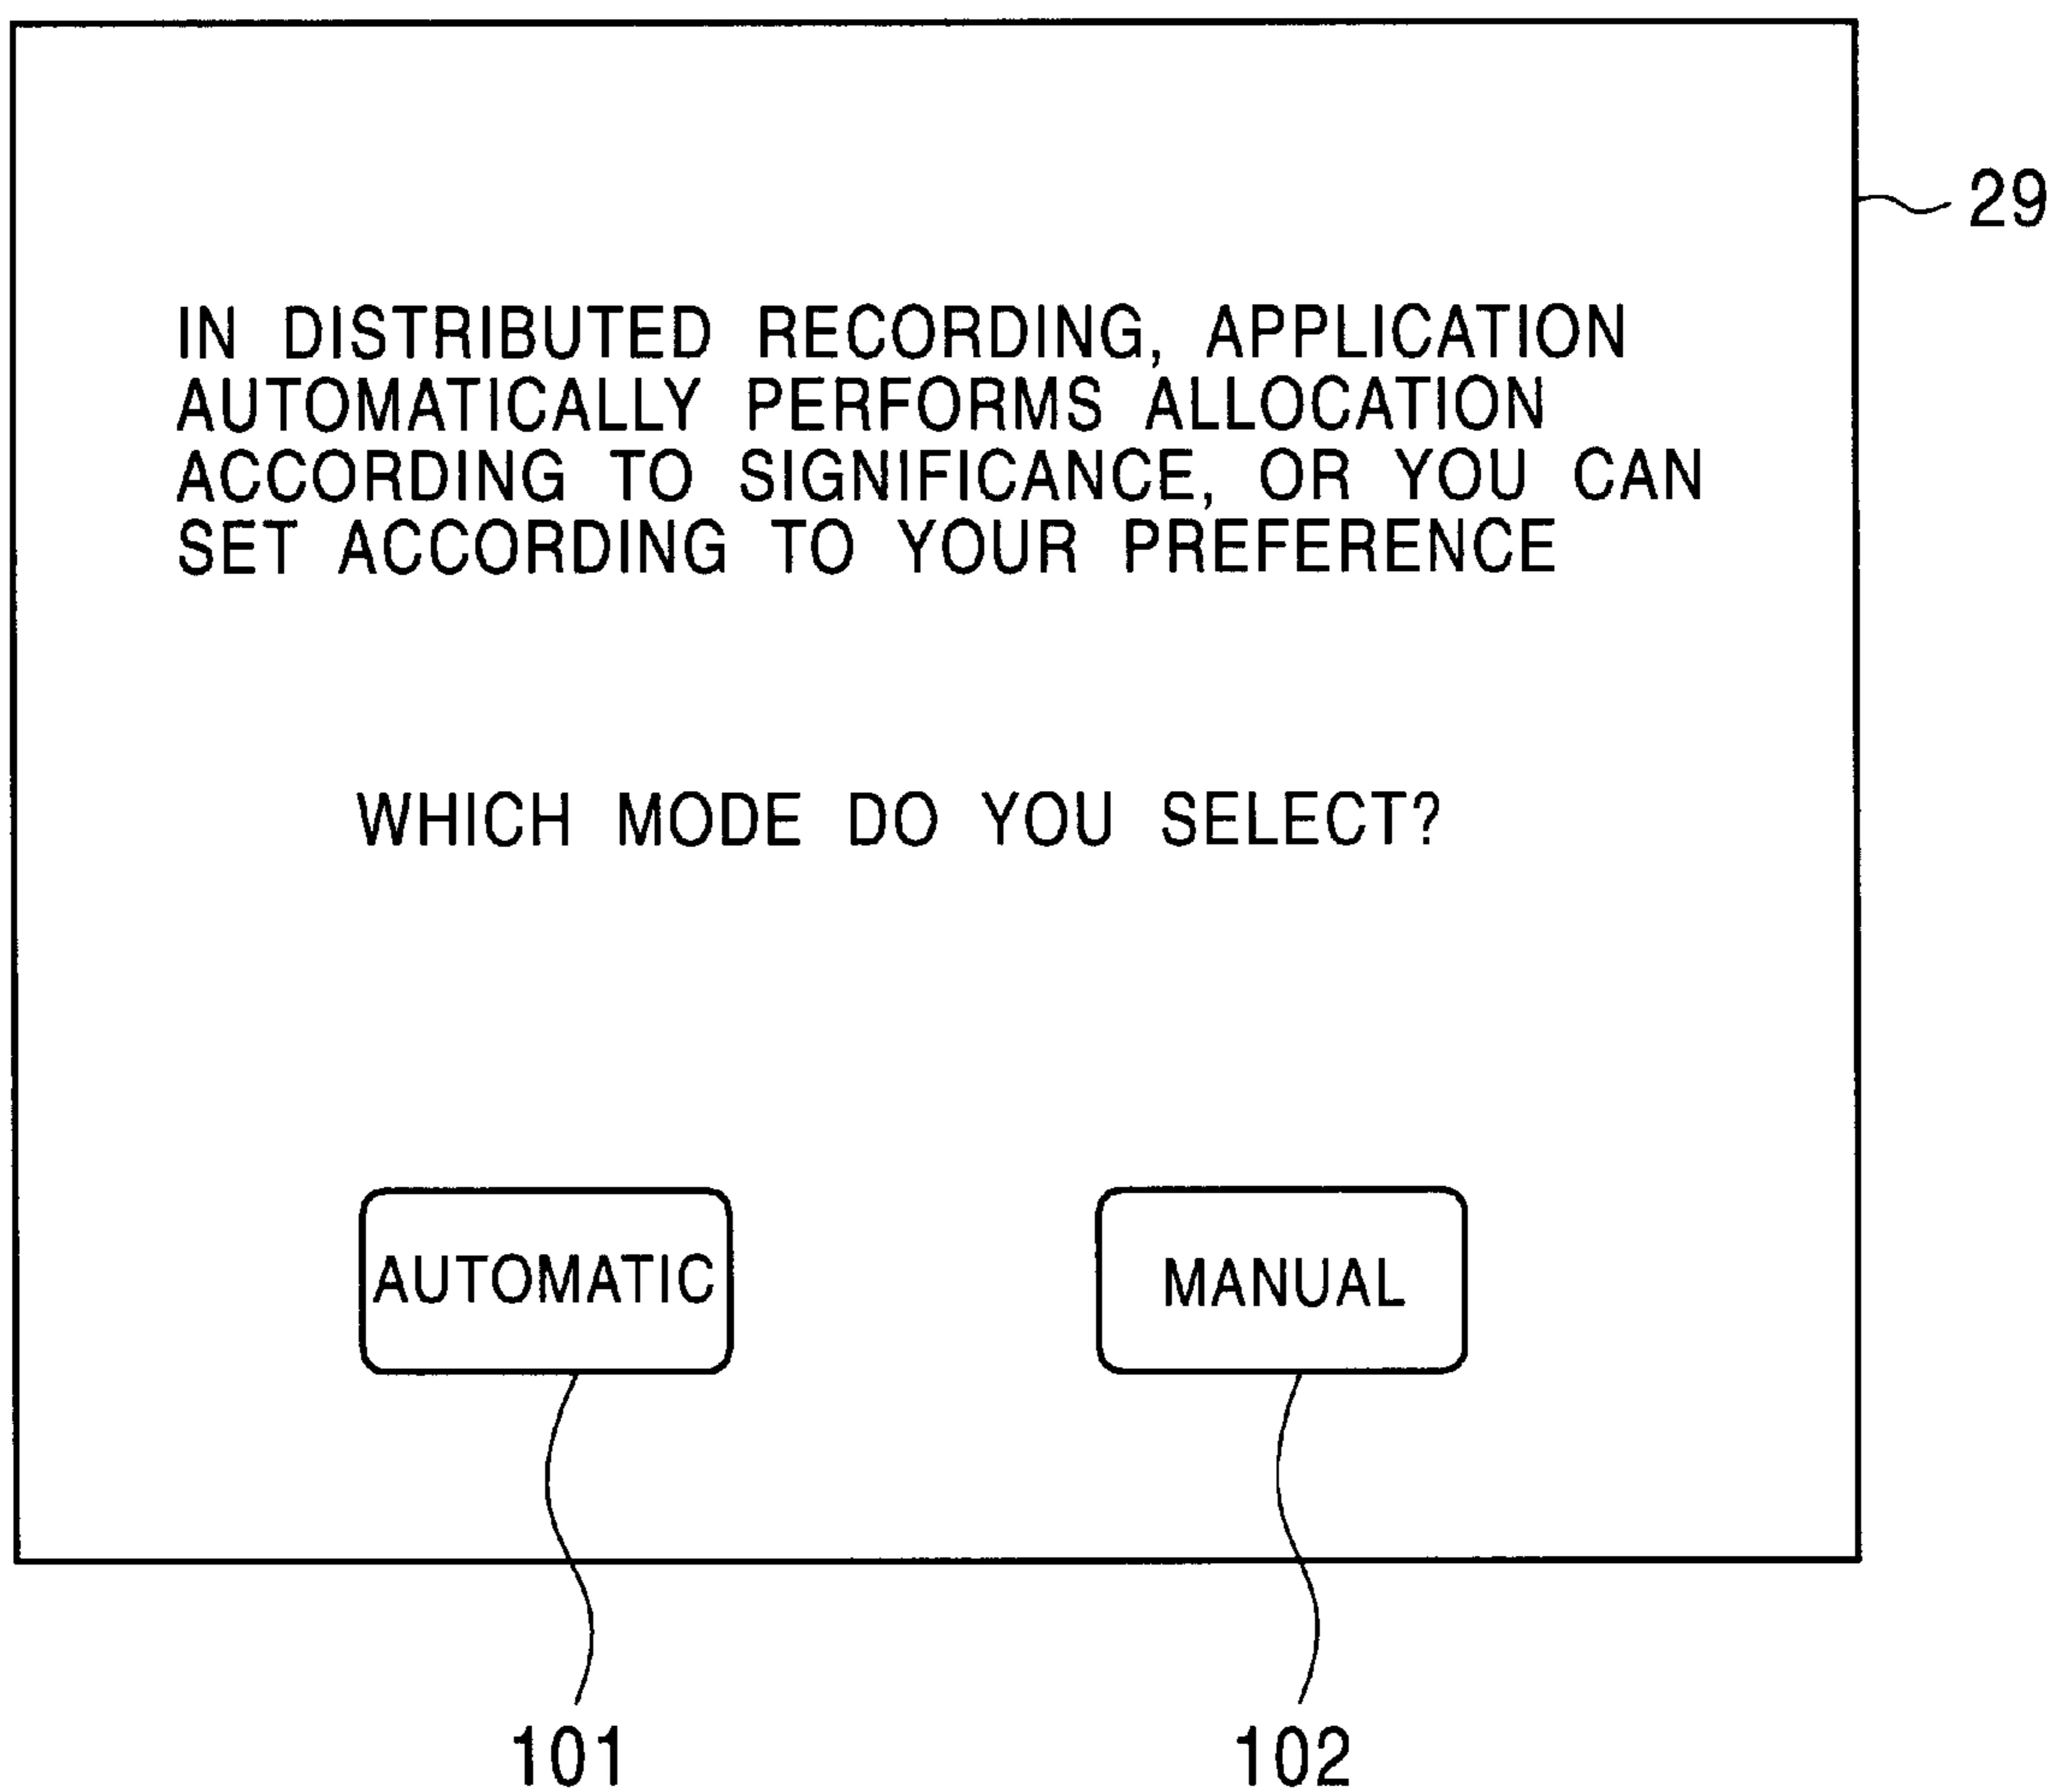 29
IN DISTRIBUTED RECORDING, APPLICATION
AUTOMATICALLY PERFORMS ALLOCATION
ACCORDING TO SIGNIFICANCE, OR YOU CAN
SET ACCORDING TO YOUR PREFERENCE
WHICH MODE DO YOU SELECT?
AUTOMATIC
MANUAL
101
102